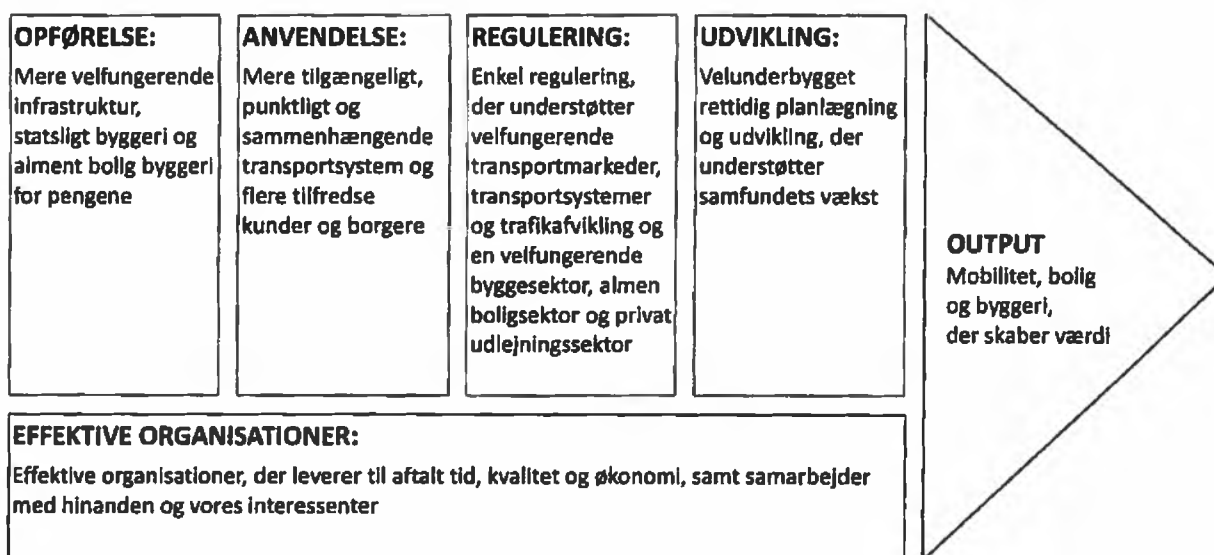 OPFØRELSE:
Mere velfungerende
infrastruktur,
statsligt byggeri og
alment bolig byggeri
for pengene
ANVENDELSE:
Mere tilgængeligt,
punktligt og
sammenhængende
transportsystem og
flere tilfredse
kunder og borgere
REGULERING:
Enkel regulering,
der understøtter
velfungerende
transportmarkeder,
transportsystemer
og trafikafvikling og
en velfungerende
byggesektor, almen
boligsektor og privat
udlejningssektor
UDVIKLING:
Velunderbygget
rettidig planlægning
og udvikling, der
understøtter
samfundets vækst
OUTPUT
Mobilitet, bolig
og byggeri,
der skaber værdi
EFFEKTIVE ORGANISATIONER:
Effektive organisationer, der leverer til aftalt tid, kvalitet og økonomi, samt samarbejder
med hinanden og vores interessenter